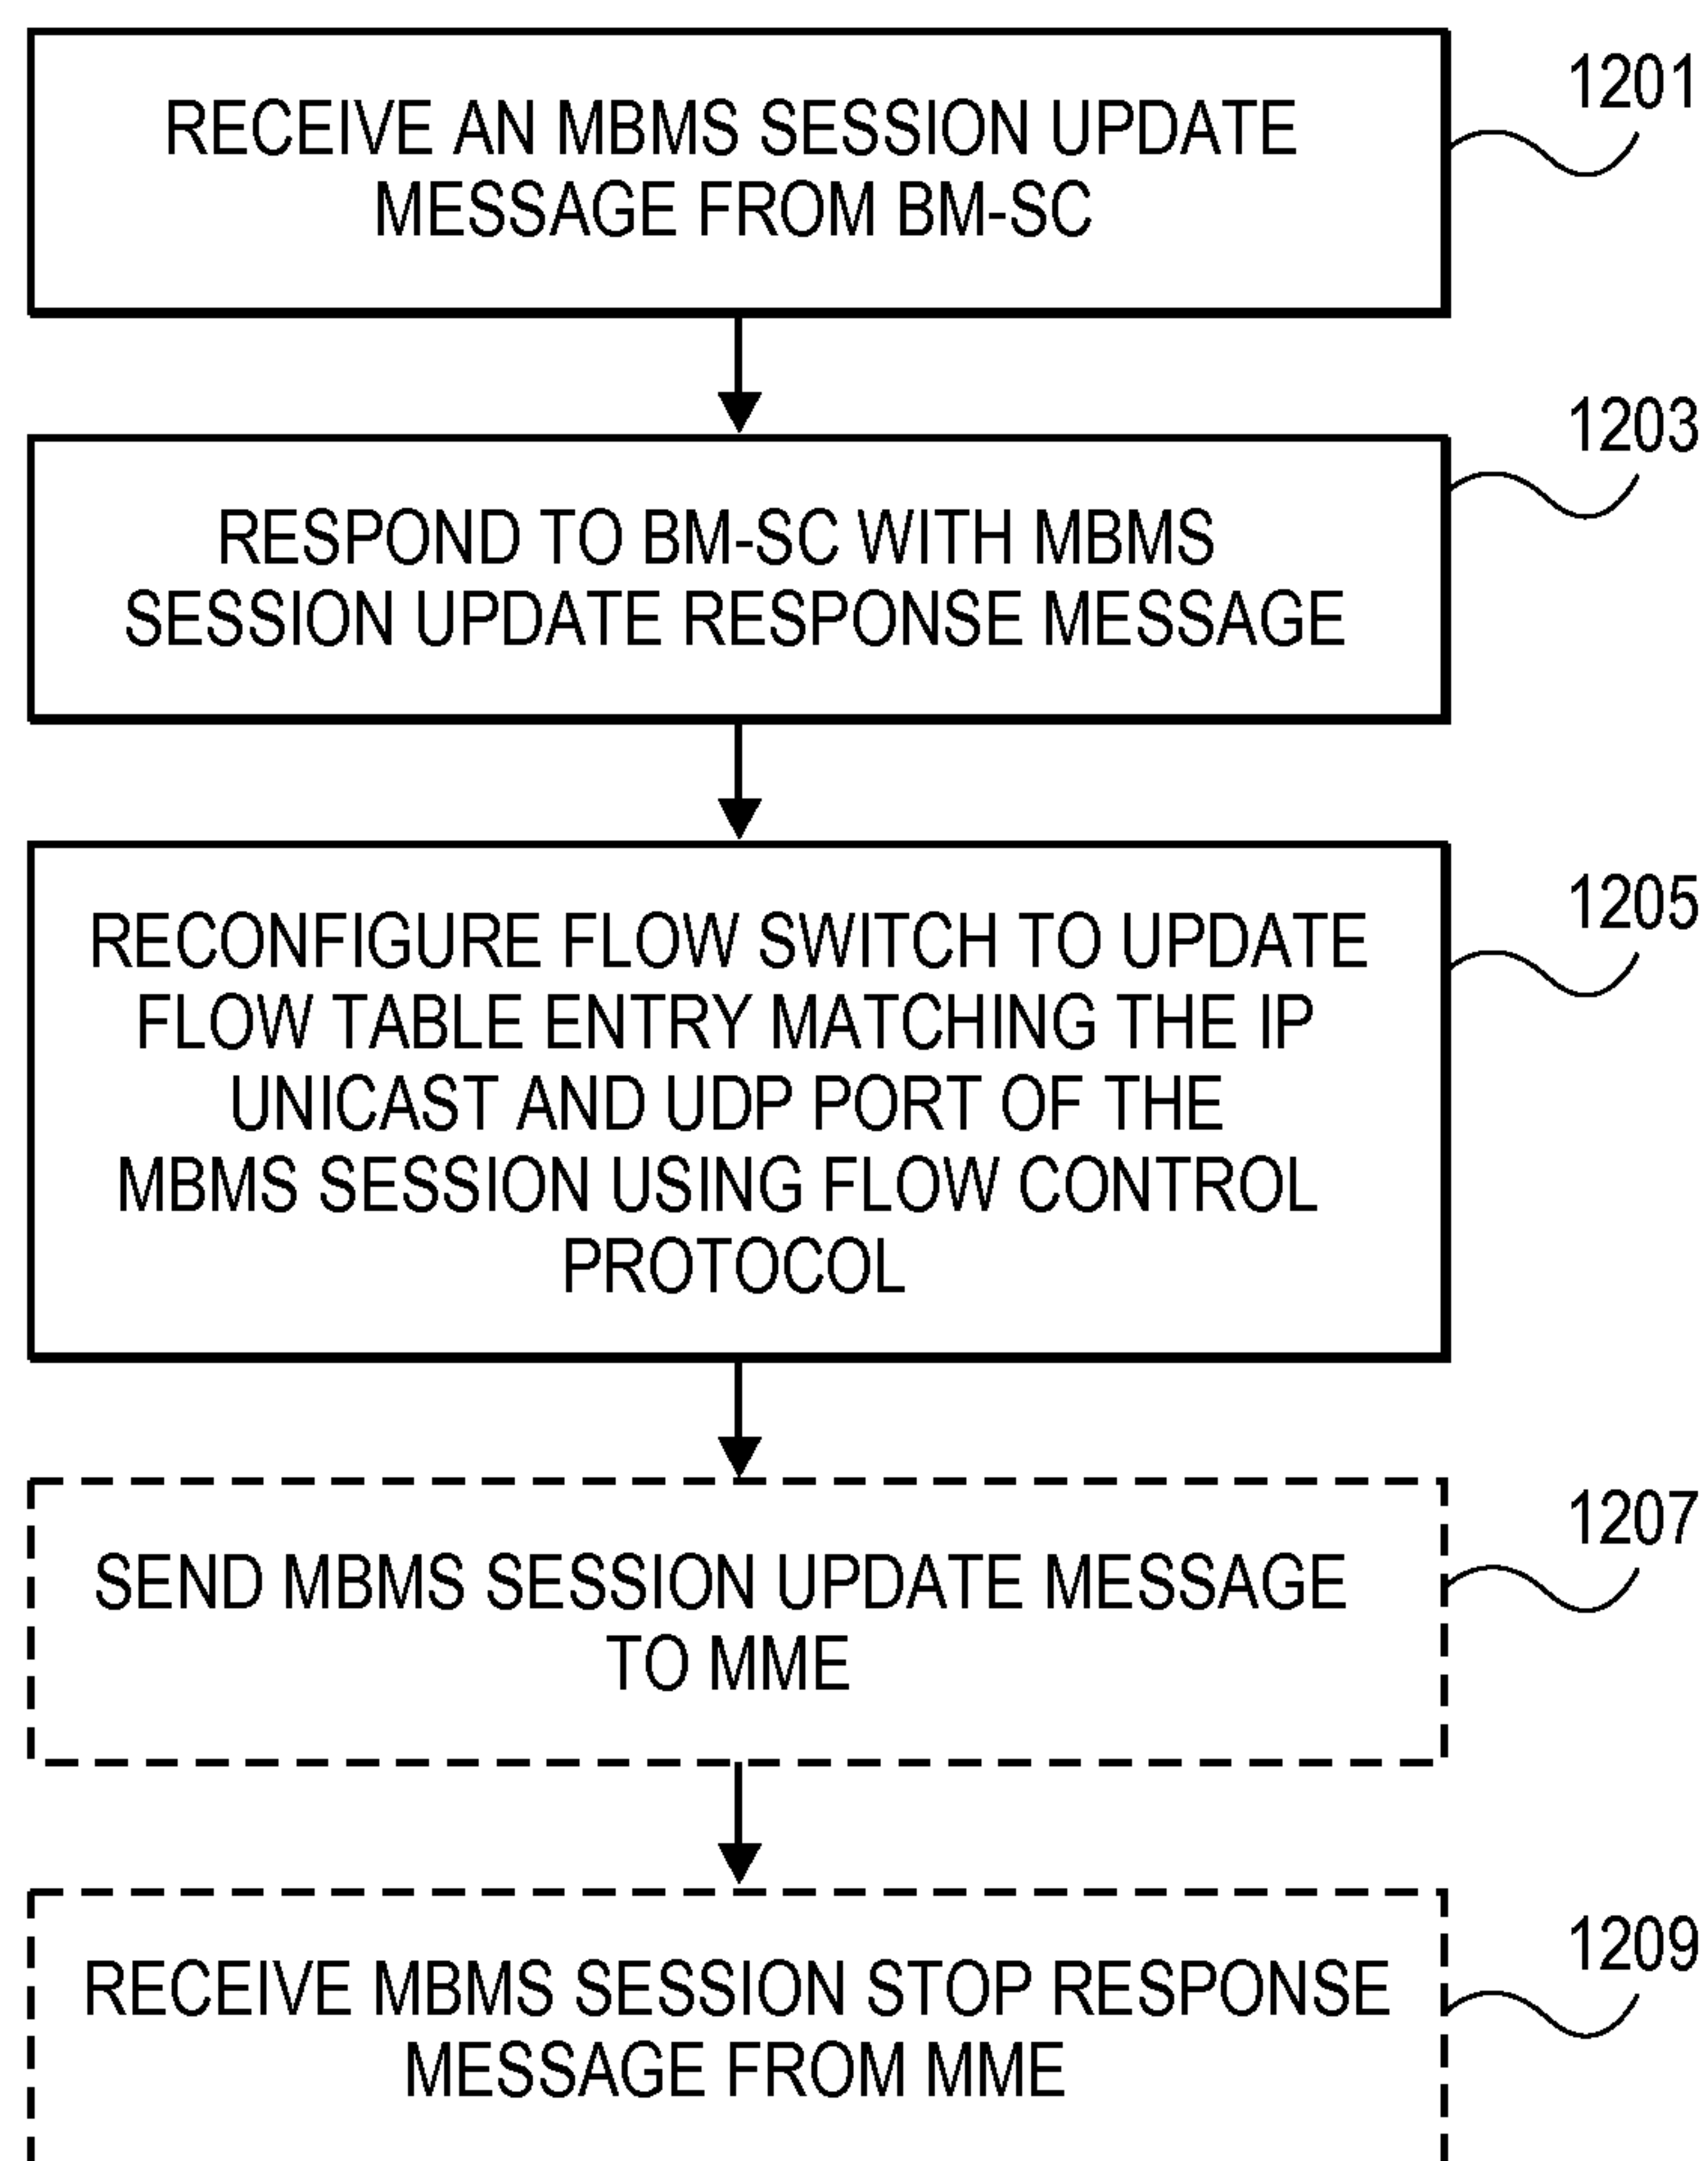 RECEIVE AN MBMS SESSION UPDATE
MESSAGE FROM BM-SC
1201
RESPOND TO BM-SC WITH MBMS
SESSION UPDATE RESPONSE MESSAGE
1203
RECONFIGURE FLOW SWITCH TO UPDATE
FLOW TABLE ENTRY MATCHING THE IP
UNICAST AND UDP PORT OF THE
MBMS SESSION USING FLOW CONTROL
PROTOCOL
1205
SEND MBMS SESSION UPDATE MESSAGE
TO MME
1207
RECEIVE MBMS SESSION STOP RESPONSE
MESSAGE FROM MME
1209